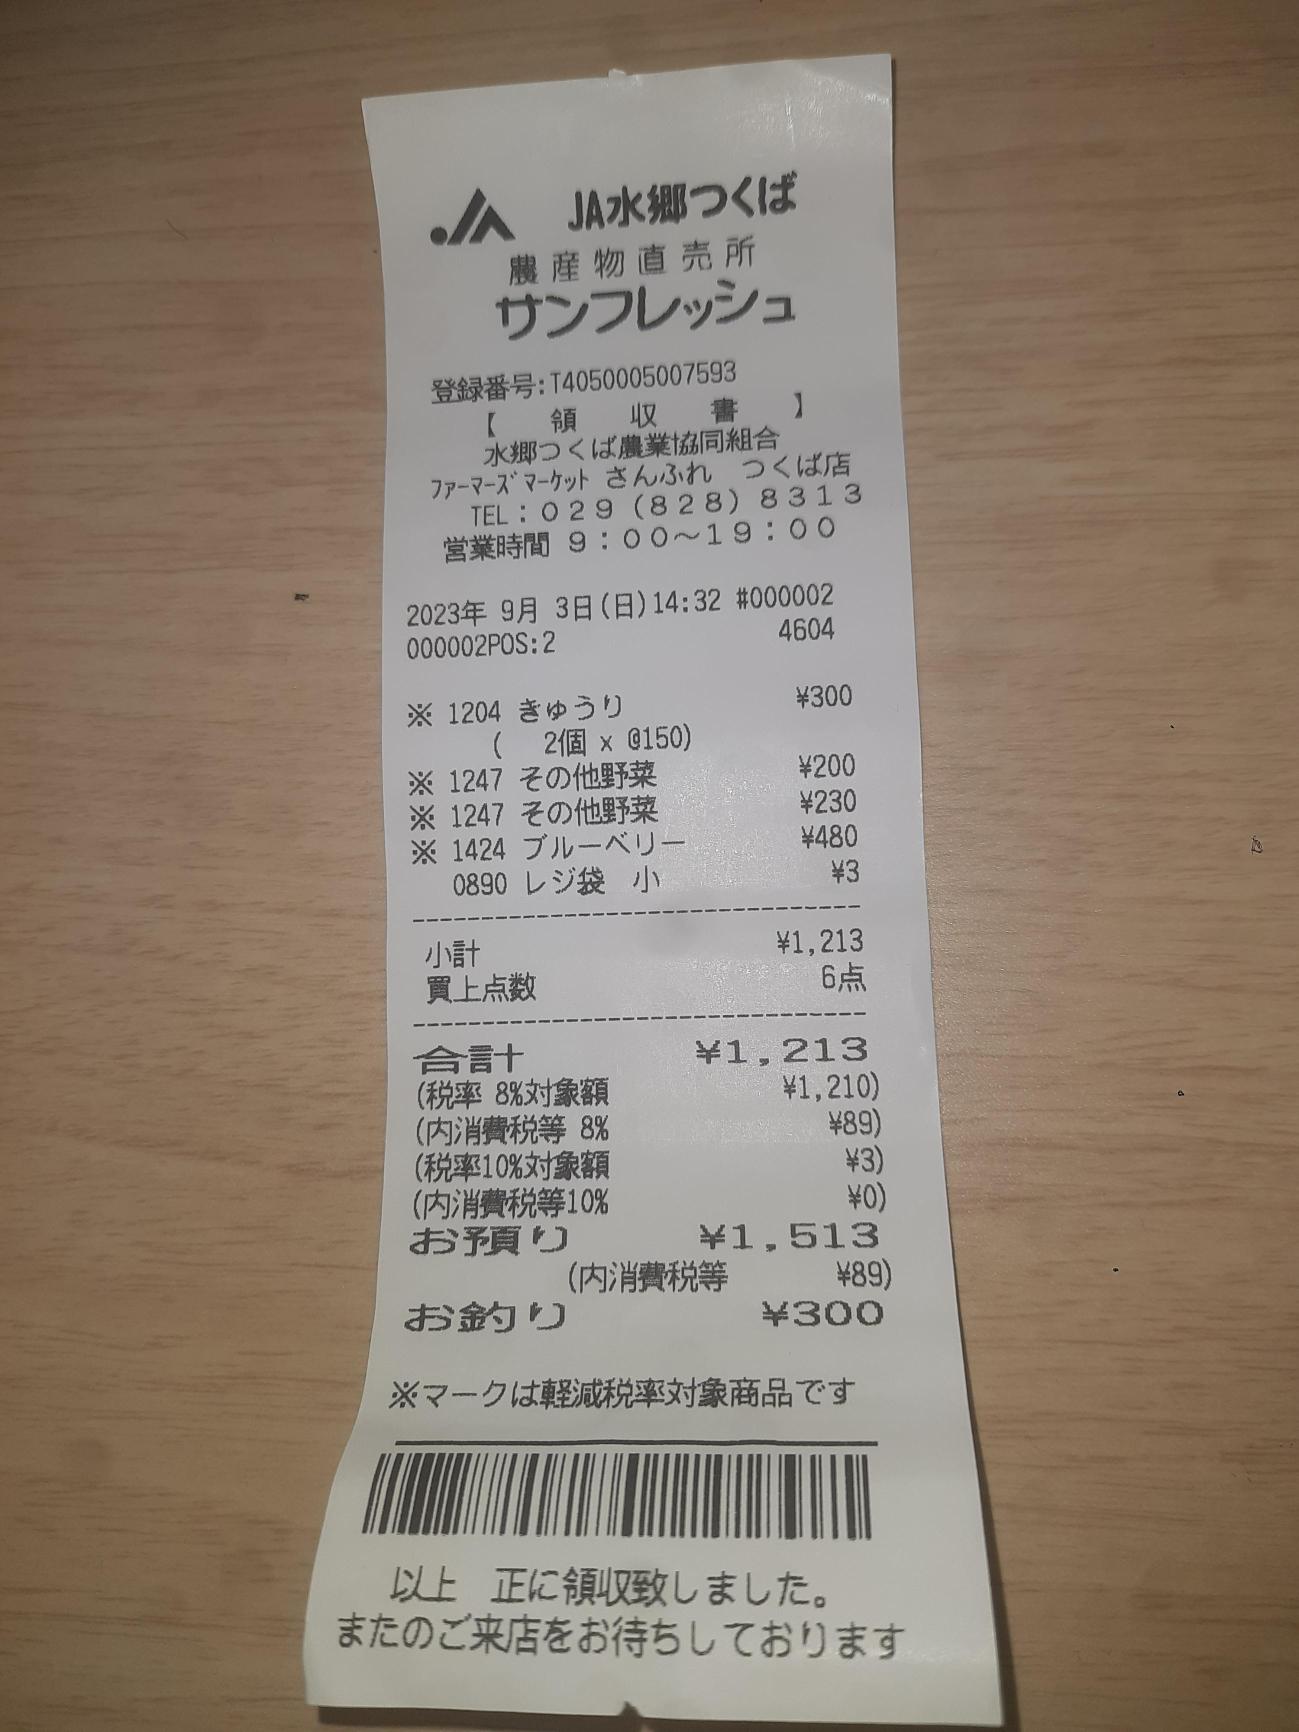 JA JA水郷つくば
農産物直売所
サンフレッシュ
登録番号:T4050005007593
【 領 収 書 】
水郷つくば農業協同組合
ファーマーズマーケット さんふれ つくば店
TEL:029(828)8313
営業時間 9:00～19:00
2023年 9月 3日(日)14:32 #000002
000002POS:2 4604
※ 1204 きゅうり ¥300
( 2個 x @150)
※ 1247 その他野菜 ¥200
※ 1247 その他野菜 ¥230
※ 1424 ブルーベリー ¥480
0890 レジ袋 小 ¥3
小計 ¥1,213
買上点数 6点
合計 ¥1,213
(税率 8%対象額 ¥1,210)
(内消費税等 8% ¥89)
(税率10%対象額 ¥3)
(内消費税等10% ¥0)
お預り ¥1,513
(内消費税等 ¥89)
お釣り ¥300
※マークは軽減税率対象商品です
以上 正に領収致しました。
またのご来店をお待ちしております